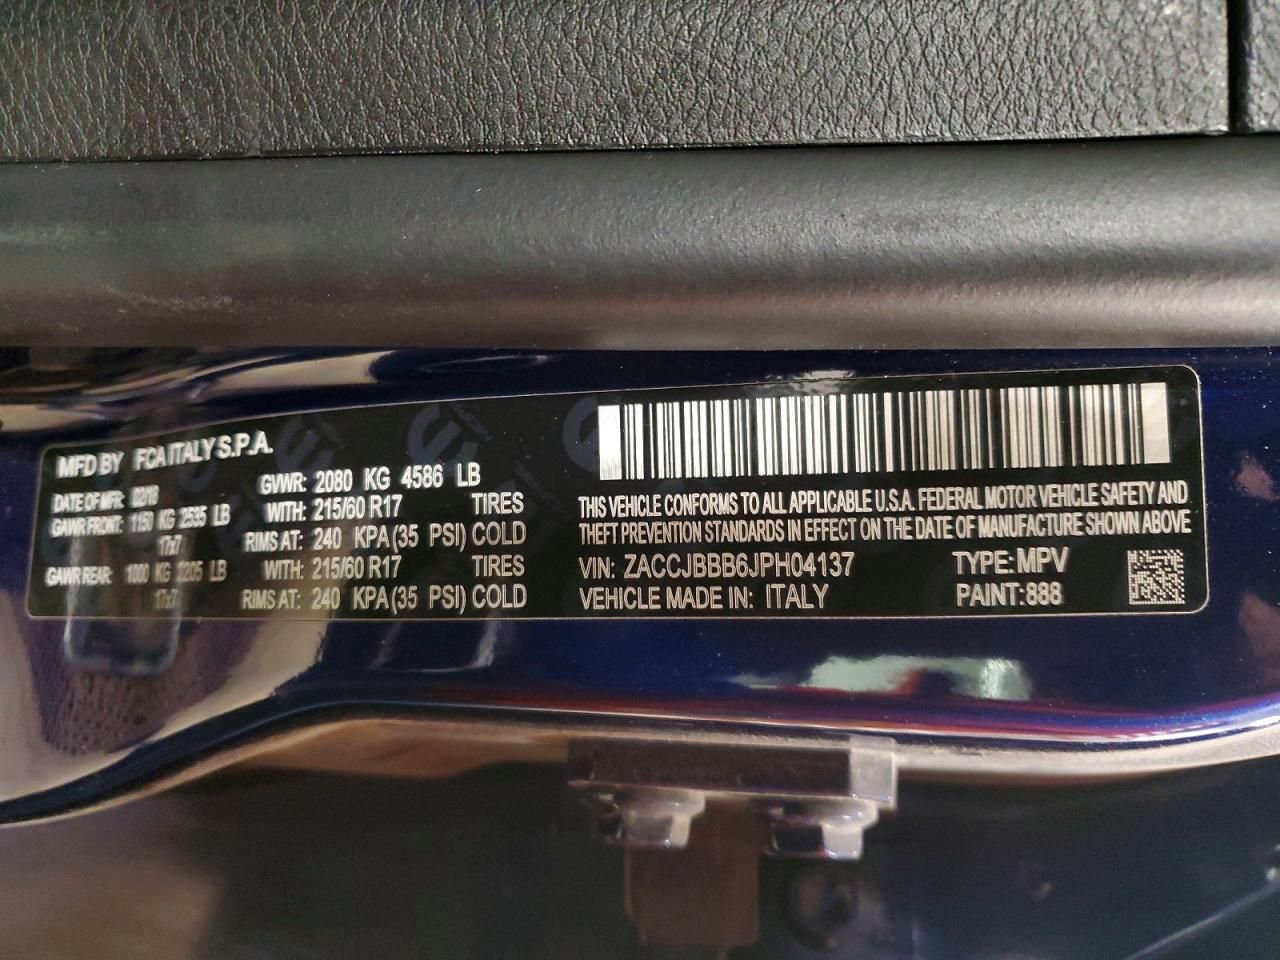 MFD BY FCA ITALY S.P.A.
DATE OF MFR: 02/18 GVWR: 2080 KG 4586 LB
GAWR FRONT: 1150 KG 2535 LB WITH: 215/60 R17 TIRES
17x7 RIMS AT: 240 KPA (35 PSI) COLD
GAWR REAR: 1000 KG 2205 LB WITH: 215/60 R17 TIRES
17x7 RIMS AT: 240 KPA (35 PSI) COLD
THIS VEHICLE CONFORMS TO ALL APPLICABLE U.S.A. FEDERAL MOTOR VEHICLE SAFETY AND
THEFT PREVENTION STANDARDS IN EFFECT ON THE DATE OF MANUFACTURE SHOWN ABOVE
VIN: ZACCJBBB6JPH04137 TYPE: MPV
VEHICLE MADE IN: ITALY PAINT: 888